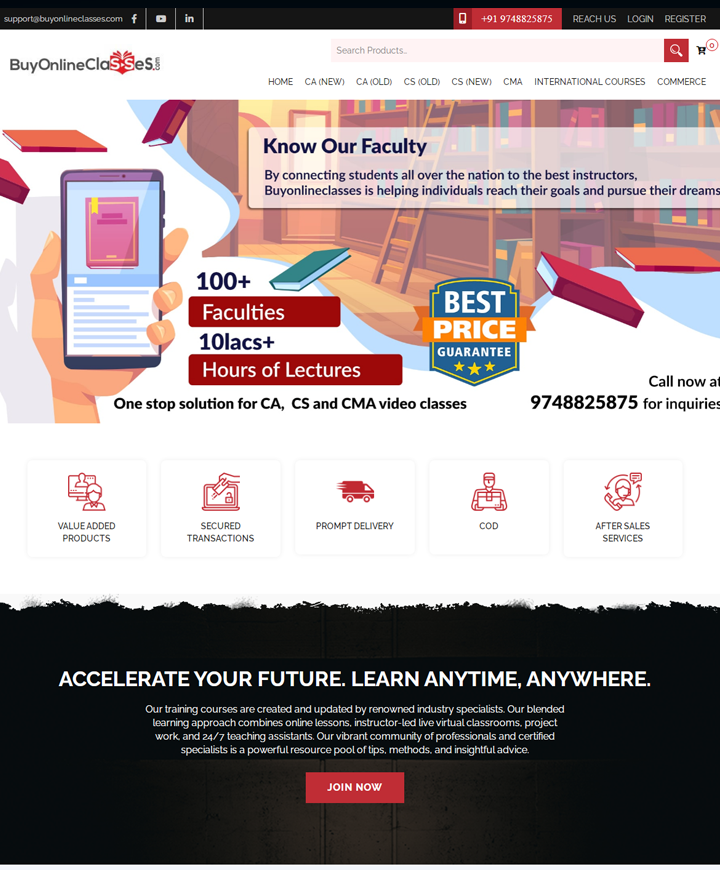 support@buyonlineclasses.com
+91 9748825875
REACH US
LOGIN
REGISTER
BuyOnlineClasSes.com
Search Products..
0
HOME
CA (NEW)
CA (OLD)
CS (OLD)
CS (NEW)
CMA
INTERNATIONAL COURSES
COMMERCE
Know Our Faculty
By connecting students all over the nation to the best instructors,
Buyonlineclasses is helping individuals reach their goals and pursue their dreams
100+
Faculties
10lacs+
Hours of Lectures
BEST
PRICE
GUARANTEE
One stop solution for CA, CS and CMA video classes
Call now at
9748825875 for inquiries
VALUE ADDED
PRODUCTS
SECURED
TRANSACTIONS
PROMPT DELIVERY
COD
AFTER SALES
SERVICES
ACCELERATE YOUR FUTURE. LEARN ANYTIME, ANYWHERE.
Our training courses are created and updated by renowned industry specialists. Our blended
learning approach combines online lessons, instructor-led live virtual classrooms, project
work, and 24/7 teaching assistants. Our vibrant community of professionals and certified
specialists is a powerful resource pool of tips, methods, and insightful advice.
JOIN NOW